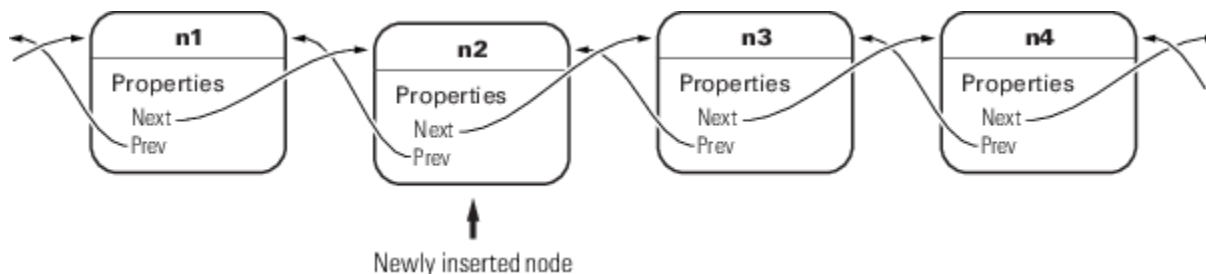 n1 n2 n3 n4
Properties Properties Properties Properties
Next Next Next Next
Prev Prev Prev Prev
Newly inserted node